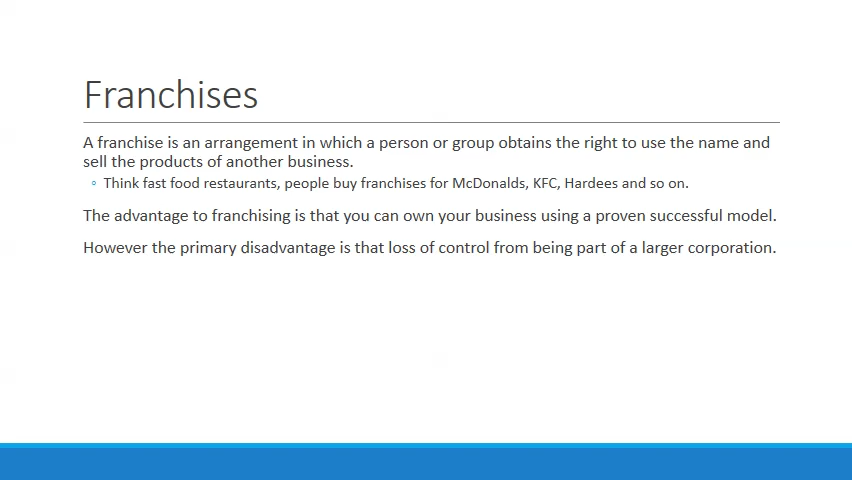 Franchises
A franchise is an arrangement in which a person or group obtains the right to use the name and
sell the products of another business.
◦ Think fast food restaurants, people buy franchises for McDonalds, KFC, Hardees and so on.
The advantage to franchising is that you can own your business using a proven successful model.
However the primary disadvantage is that loss of control from being part of a larger corporation.